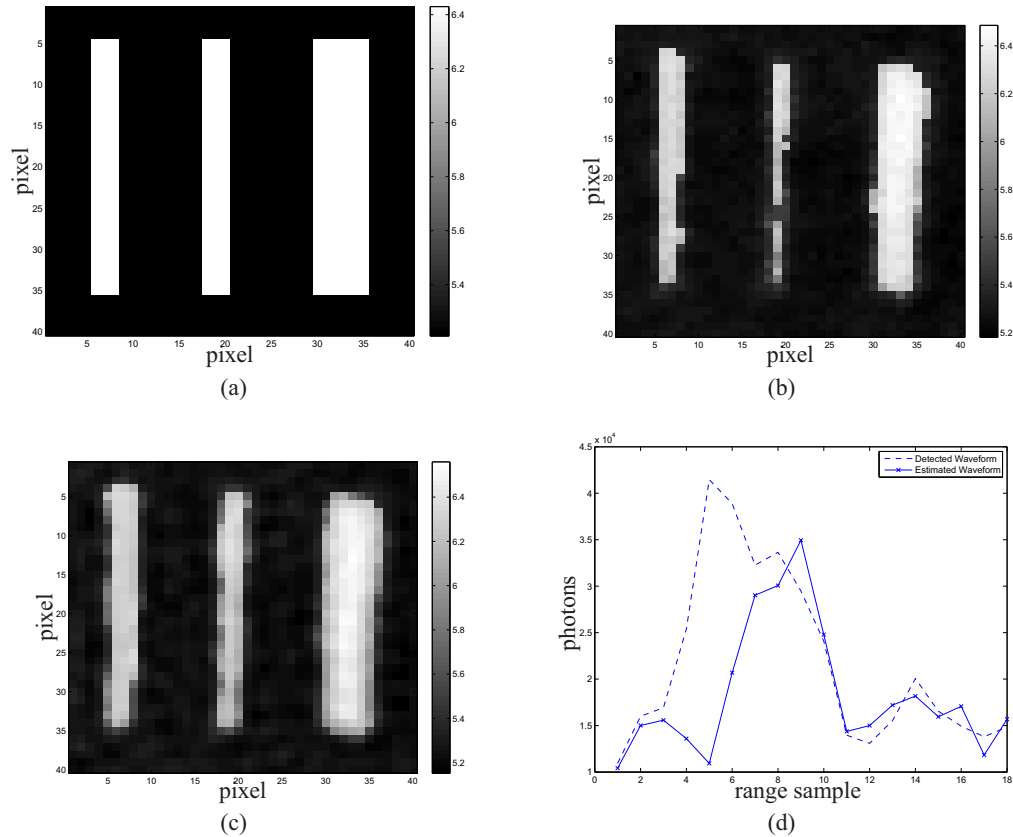 6.4
6.2
6
5.8
5.6
5.4
5
10
15
20
25
30
35
40
pixel
5 10 15 20 25 30 35 40
pixel
(a)
6.4
6.2
6
5.8
5.6
5.4
5.2
5
10
15
20
25
30
35
40
pixel
5 10 15 20 25 30 35 40
pixel
(b)
6.4
6.2
6
5.8
5.6
5.4
5.2
5
10
15
20
25
30
35
40
pixel
5 10 15 20 25 30 35 40
pixel
(c)
x 10^4
4.5
4
3.5
3
2.5
2
1.5
1
photons
Detected Waveform
Estimated Waveform
0 2 4 6 8 10 12 14 16 18
range sample
(d)